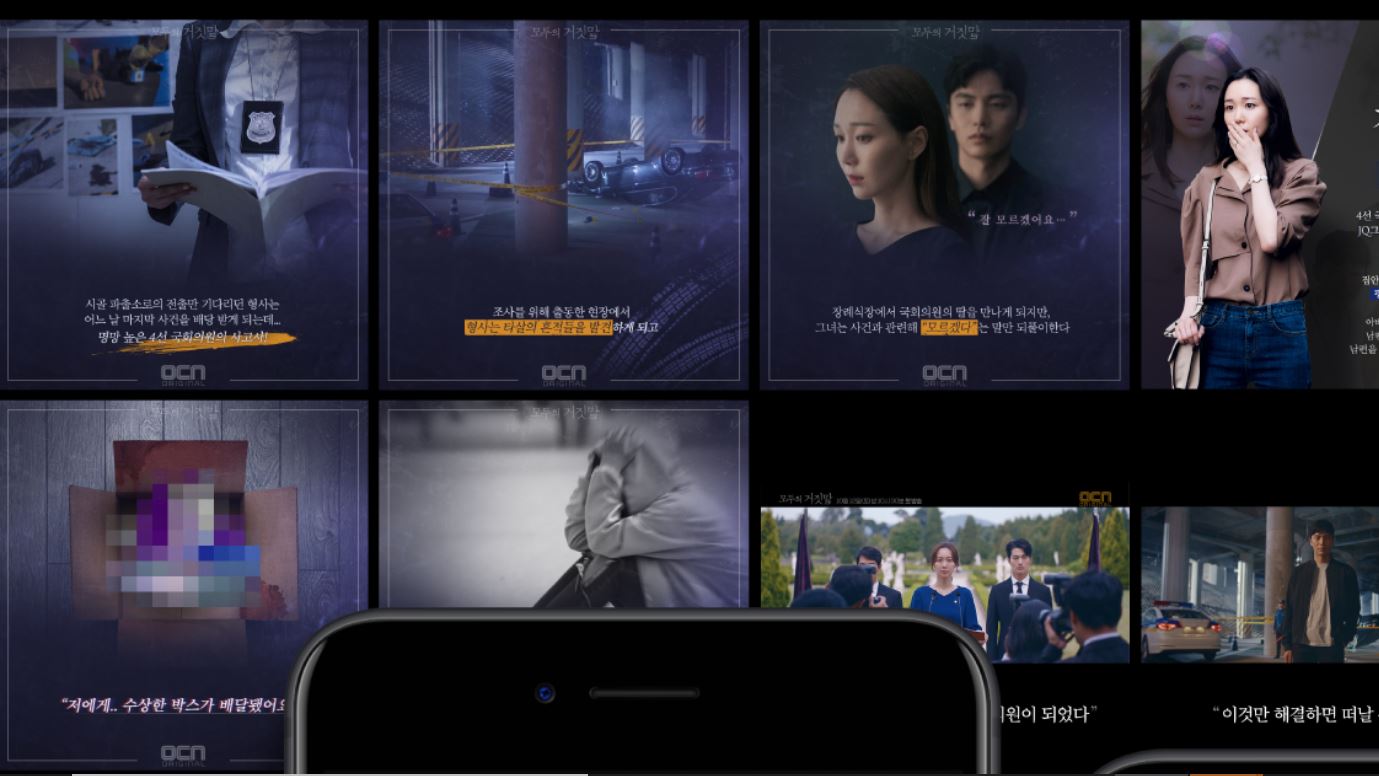 모두의 거짓말
시골 파출소로의 전출만 기다리던 형사는
어느 날 마지막 사건을 배당 받게 되는데...
명망 높은 4선 국회의원의 사고사!
OCN
ORIGINAL
모두의 거짓말
조사를 위해 출동한 현장에서
형사는 타살의 흔적들을 발견하게 되고
OCN
ORIGINAL
모두의 거짓말
“잘 모르겠어요…”
장례식장에서 국회의원의 딸을 만나게 되지만,
그녀는 사건과 관련해 “모르겠다”는 말만 되풀이한다
OCN
ORIGINAL
4선
JQ그
집안
남편을
모두의 거짓말
“저에게.. 수상한 박스가 배달됐어요
OCN
ORIGINAL
모두의 거짓말
모두의 거짓말
OCN
ORIGINAL
의원이 되었다”
“이것만 해결하면 떠날